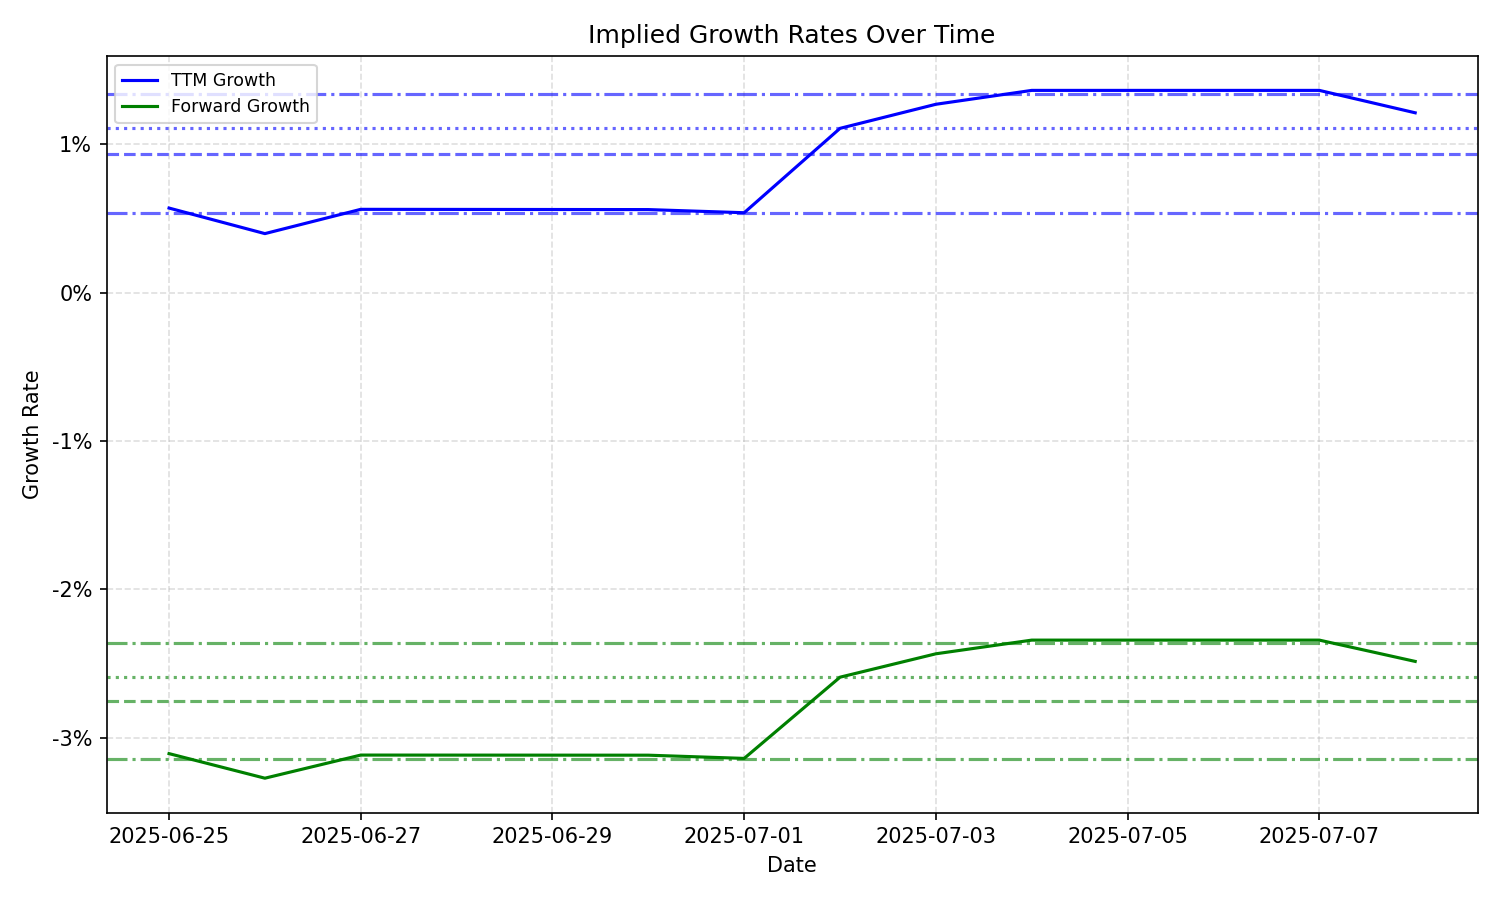 Implied Growth Rates Over Time
TTM Growth
Forward Growth
1%
0%
-1%
-2%
-3%
Growth Rate
2025-06-25
2025-06-27
2025-06-29
2025-07-01
2025-07-03
2025-07-05
2025-07-07
Date